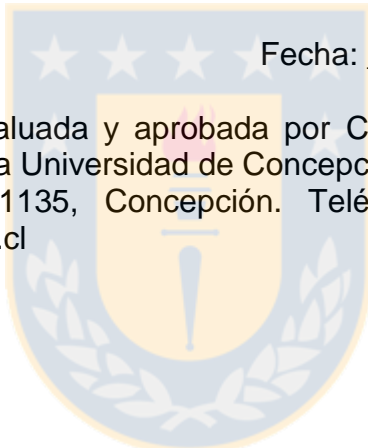 Fecha:
aluada y aprobada por C
a Universidad de Concepc
1135, Concepción. Telé
.cl